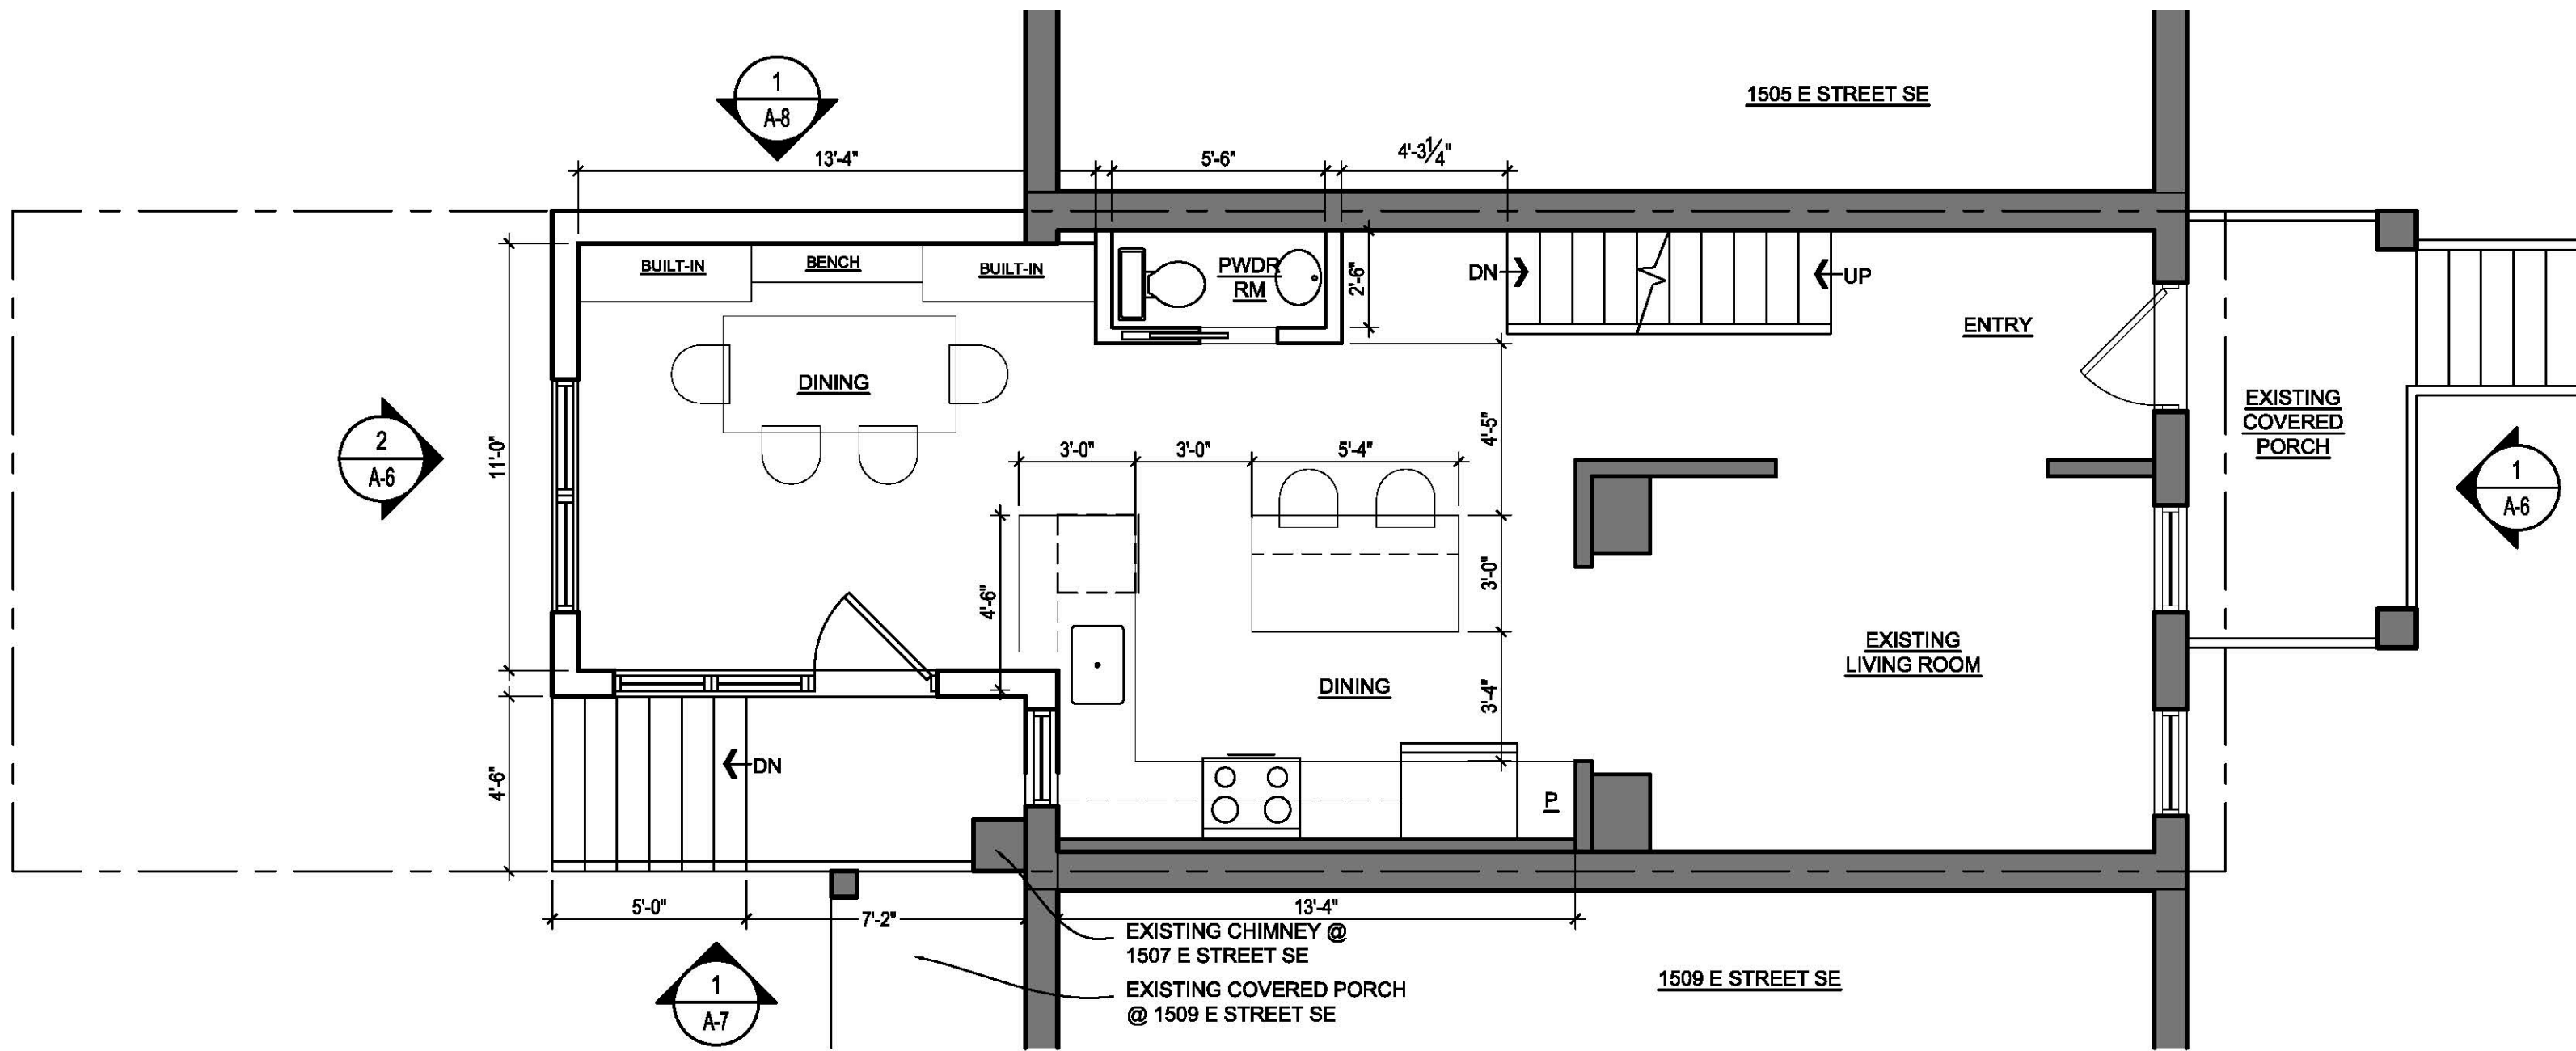 1
A-8
1505 E STREET SE
13'-4"
5'-6"
4'-3 1/4"
BUILT-IN
BENCH
BUILT-IN
PWDR
RM
2'-6"
DN
UP
ENTRY
DINING
EXISTING
COVERED
PORCH
2
A-6
11'-0"
3'-0"
3'-0"
5'-4"
4'-5"
1
A-6
4'-6"
3'-0"
EXISTING
LIVING ROOM
DINING
3'-4"
4'-6"
DN
P
5'-0"
7'-2"
13'-4"
EXISTING CHIMNEY @
1507 E STREET SE
1
A-7
EXISTING COVERED PORCH
@ 1509 E STREET SE
1509 E STREET SE